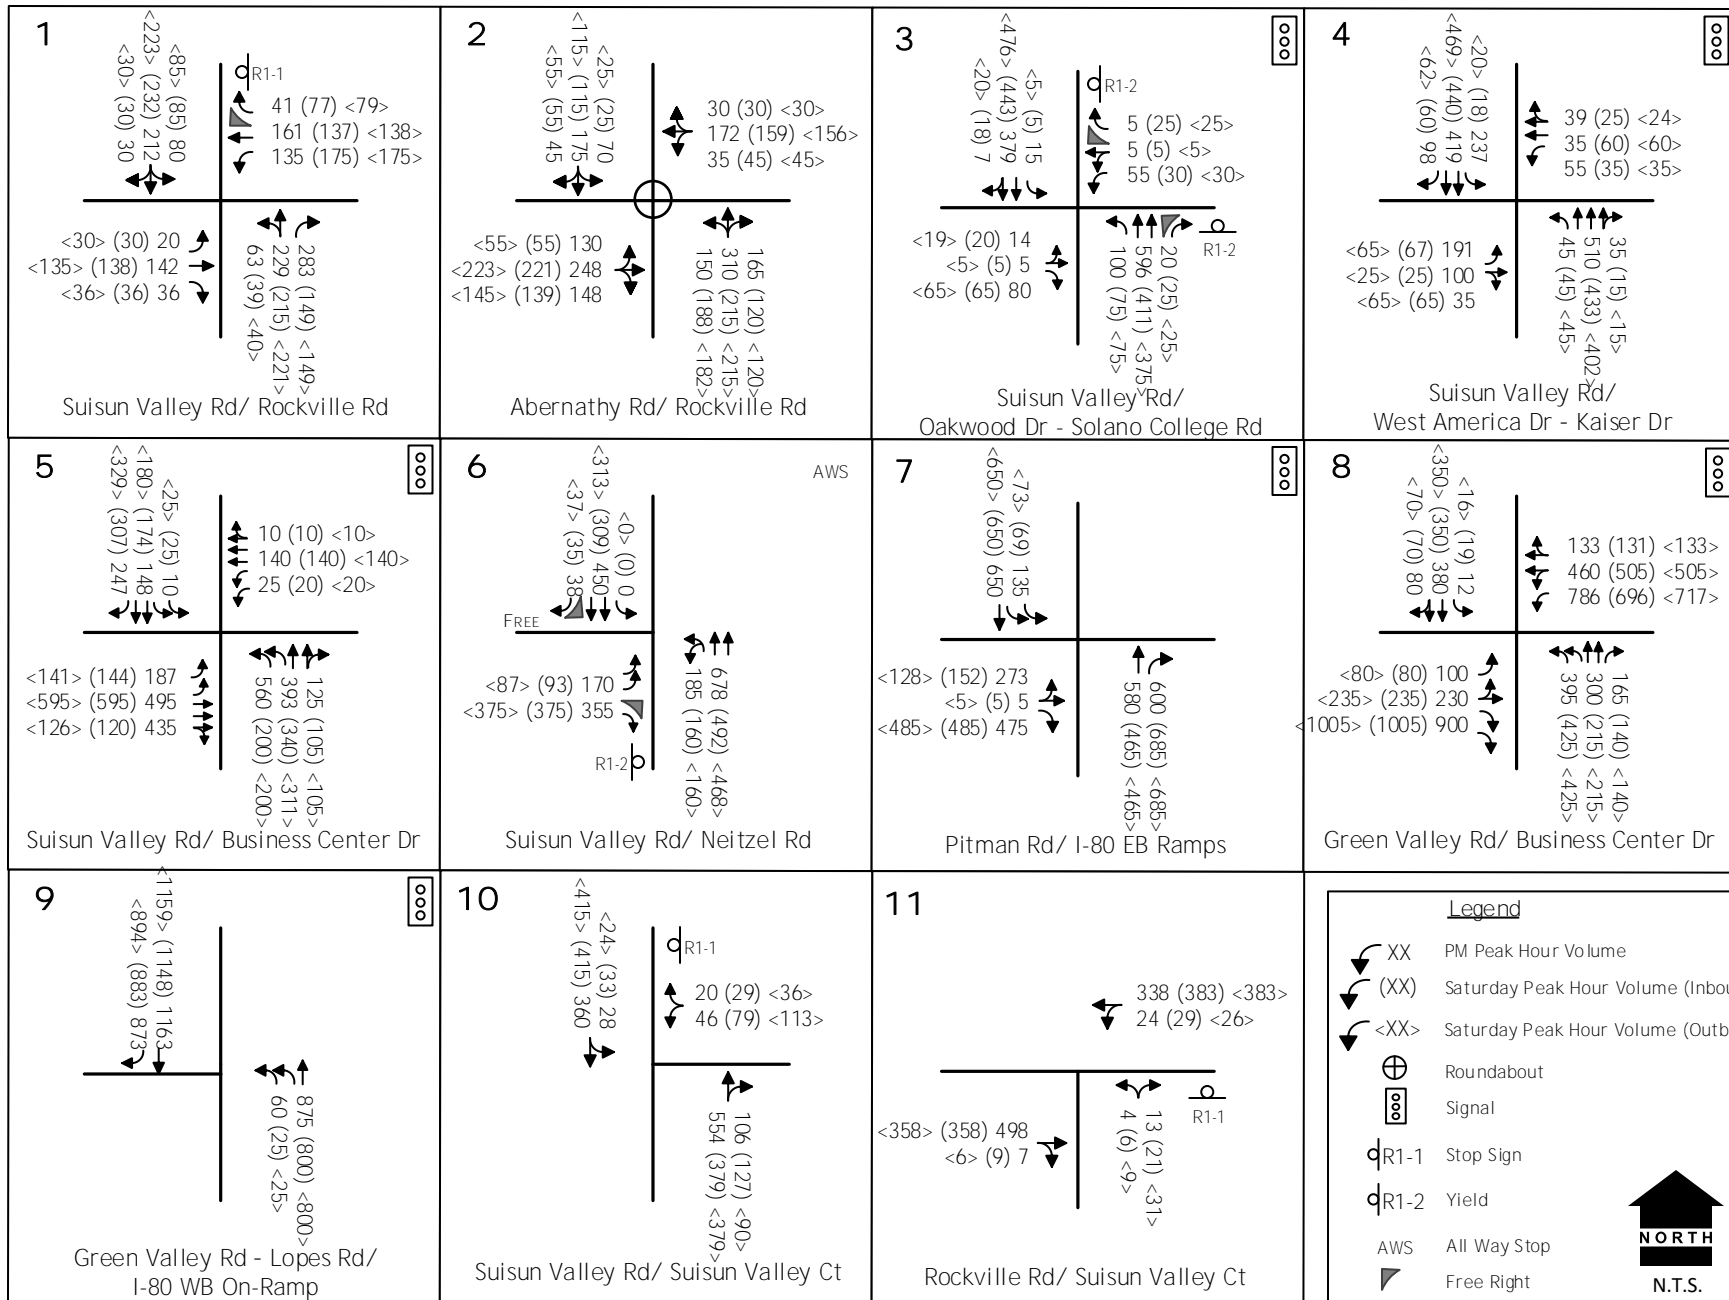 1
<30> (30) 30
<223> (232) 212
<85> (85) 80
R1-1
41 (77) <79>
161 (137) <138>
135 (175) <175>
<30> (30) 20
<135> (138) 142
<36> (36) 36
63 (39) <40>
229 (215) <221>
283 (149) <149>
Suisun Valley Rd/ Rockville Rd
2
<55> (55) 45
<115> (115) 175
<25> (25) 70
30 (30) <30>
172 (159) <156>
35 (45) <45>
<55> (55) 130
<223> (221) 248
<145> (139) 148
150 (188) <182>
310 (215) <215>
165 (120) <120>
Abernathy Rd/ Rockville Rd
3
<20> (18) 7
<476> (443) 379
<5> (5) 15
R1-2
5 (25) <25>
5 (5) <5>
55 (30) <30>
<19> (20) 14
<5> (5) 5
<65> (65) 80
100 (75) <75>
596 (411) <375>
20 (25) <25>
R1-2
Suisun Valley Rd/
Oakwood Dr - Solano College Rd
4
<62> (60) 98
<469> (440) 419
<20> (18) 237
39 (25) <24>
35 (60) <60>
55 (35) <35>
<65> (67) 191
<25> (25) 100
<65> (65) 35
45 (45) <45>
510 (433) <402>
35 (15) <15>
Suisun Valley Rd/
West America Dr - Kaiser Dr
5
<329> (307) 247
<180> (174) 148
<25> (25) 10
10 (10) <10>
140 (140) <140>
25 (20) <20>
<141> (144) 187
<595> (595) 495
<126> (120) 435
560 (200) <200>
393 (340) <311>
125 (105) <105>
Suisun Valley Rd/ Business Center Dr
6
AWS
<37> (35) 38
<313> (309) 450
<0> (0) 0
FREE
<87> (93) 170
<375> (375) 355
R1-2
185 (160) <160>
678 (492) <468>
Suisun Valley Rd/ Neitzel Rd
7
<650> (650) 650
<73> (69) 135
<128> (152) 273
<5> (5) 5
<485> (485) 475
580 (465) <465>
600 (685) <685>
Pitman Rd/ I-80 EB Ramps
8
<70> (70) 80
<350> (350) 380
<16> (19) 12
133 (131) <133>
460 (505) <505>
786 (696) <717>
<80> (80) 100
<235> (235) 230
<1005> (1005) 900
395 (425) <425>
300 (215) <215>
165 (140) <140>
Green Valley Rd/ Business Center Dr
9
<894> (883) 873
<1159> (1148) 1163
60 (25) <25>
875 (800) <800>
Green Valley Rd - Lopes Rd/
I-80 WB On-Ramp
10
<415> (415) 360
<24> (33) 28
R1-1
20 (29) <36>
46 (79) <113>
554 (379) <379>
106 (127) <90>
Suisun Valley Rd/ Suisun Valley Ct
11
338 (383) <383>
24 (29) <26>
<358> (358) 498
<6> (9) 7
4 (6) <9>
13 (21) <31>
R1-1
Rockville Rd/ Suisun Valley Ct
Legend
XX PM Peak Hour Volume
(XX) Saturday Peak Hour Volume (Inbou
<XX> Saturday Peak Hour Volume (Outb
Roundabout
Signal
R1-1 Stop Sign
R1-2 Yield
AWS All Way Stop
Free Right
NORTH
N.T.S.